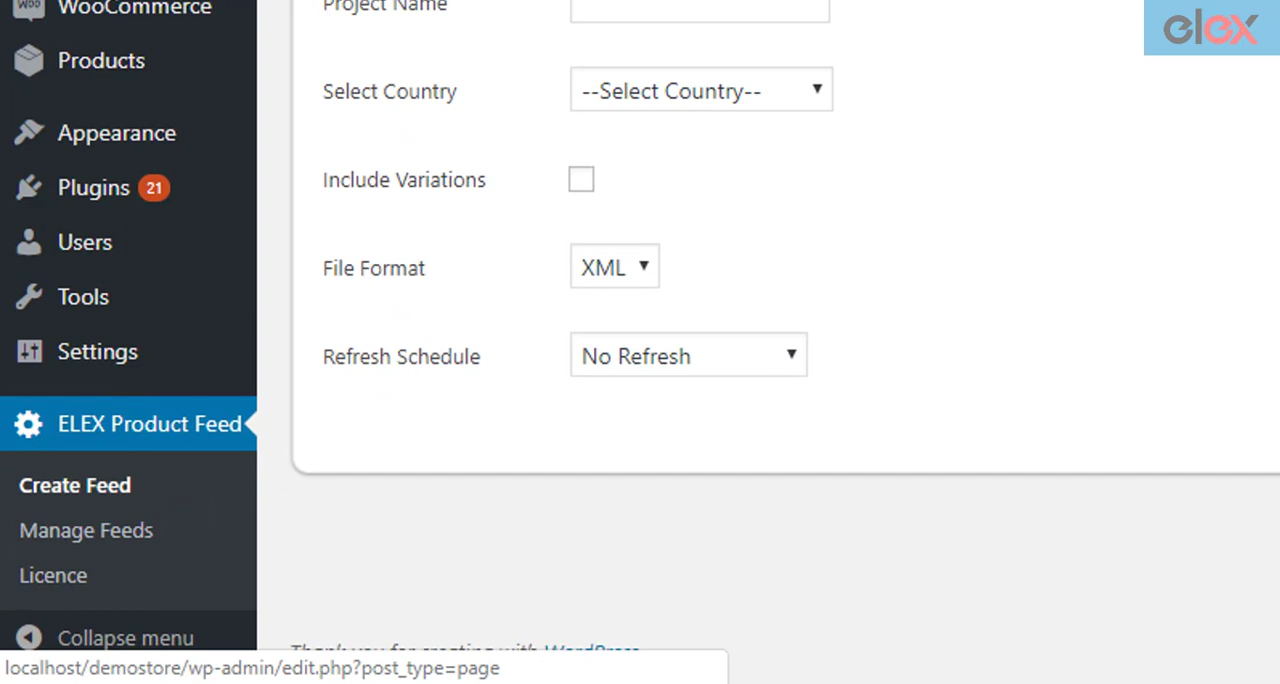 WOO
WooCommerce
Products
Appearance
Plugins 21
Users
Tools
Settings
ELEX Product Feed
Create Feed
Manage Feeds
Licence
Collapse menu
Project Name
Select Country
--Select Country--
Include Variations
File Format
XML
Refresh Schedule
No Refresh
Thank you for creating with WordPress
localhost/demostore/wp-admin/edit.php?post_type=page
elex